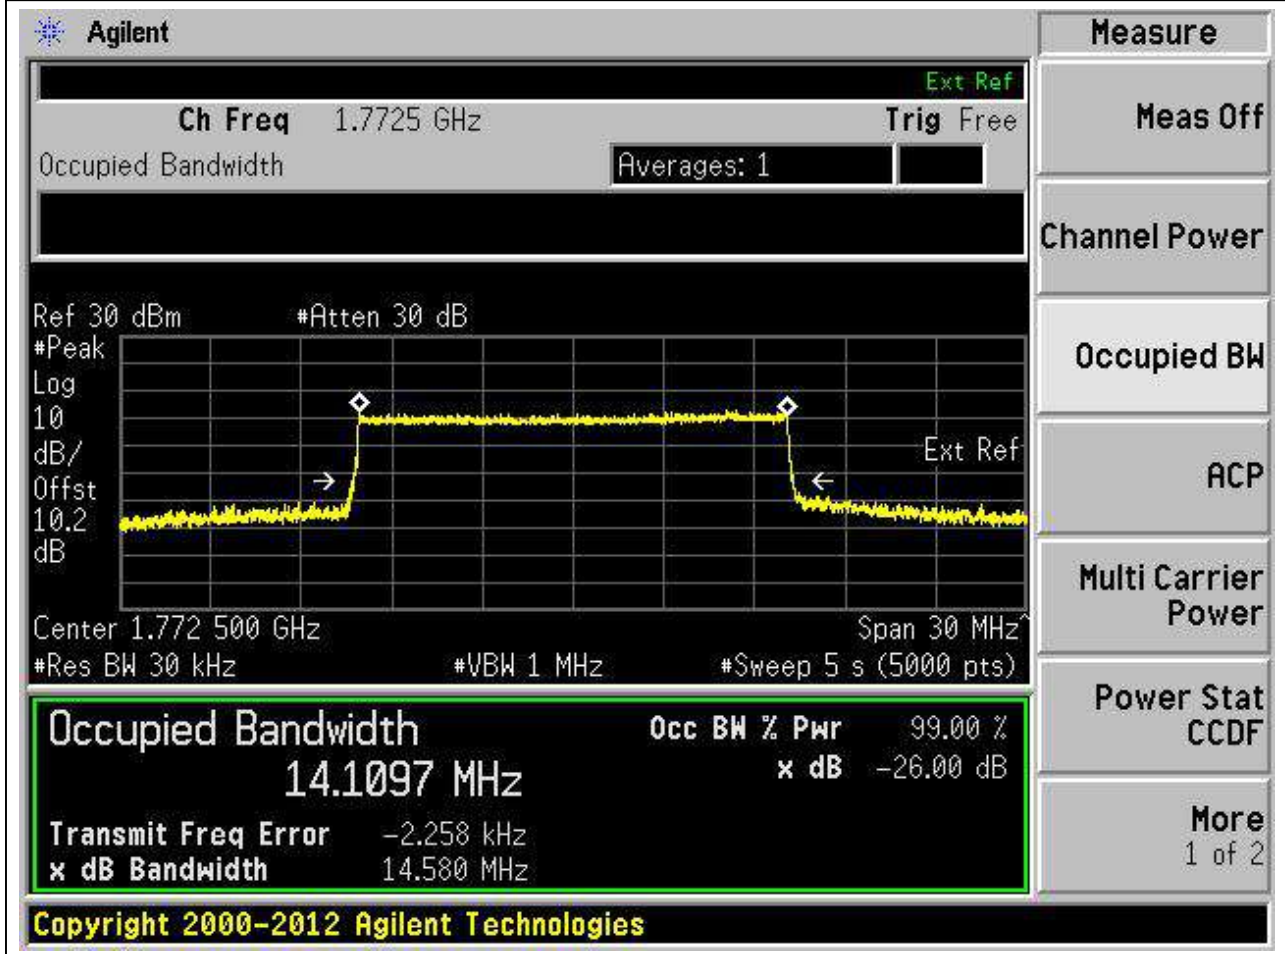 Agilent
Measure
Ext Ref
Ch Freq 1.7725 GHz Trig Free
Meas Off
Occupied Bandwidth Averages: 1
Channel Power
Ref 30 dBm #Atten 30 dB
#Peak
Log
10
dB/
Offst
10.2
dB
Ext Ref
Occupied BW
ACP
Center 1.772 500 GHz Span 30 MHz^
#Res BW 30 kHz #VBW 1 MHz #Sweep 5 s (5000 pts)
Multi Carrier
Power
Occupied Bandwidth Occ BW % Pwr 99.00 %
14.1097 MHz x dB -26.00 dB
Transmit Freq Error -2.258 kHz
x dB Bandwidth 14.580 MHz
Power Stat
CCDF
More
1 of 2
Copyright 2000-2012 Agilent Technologies